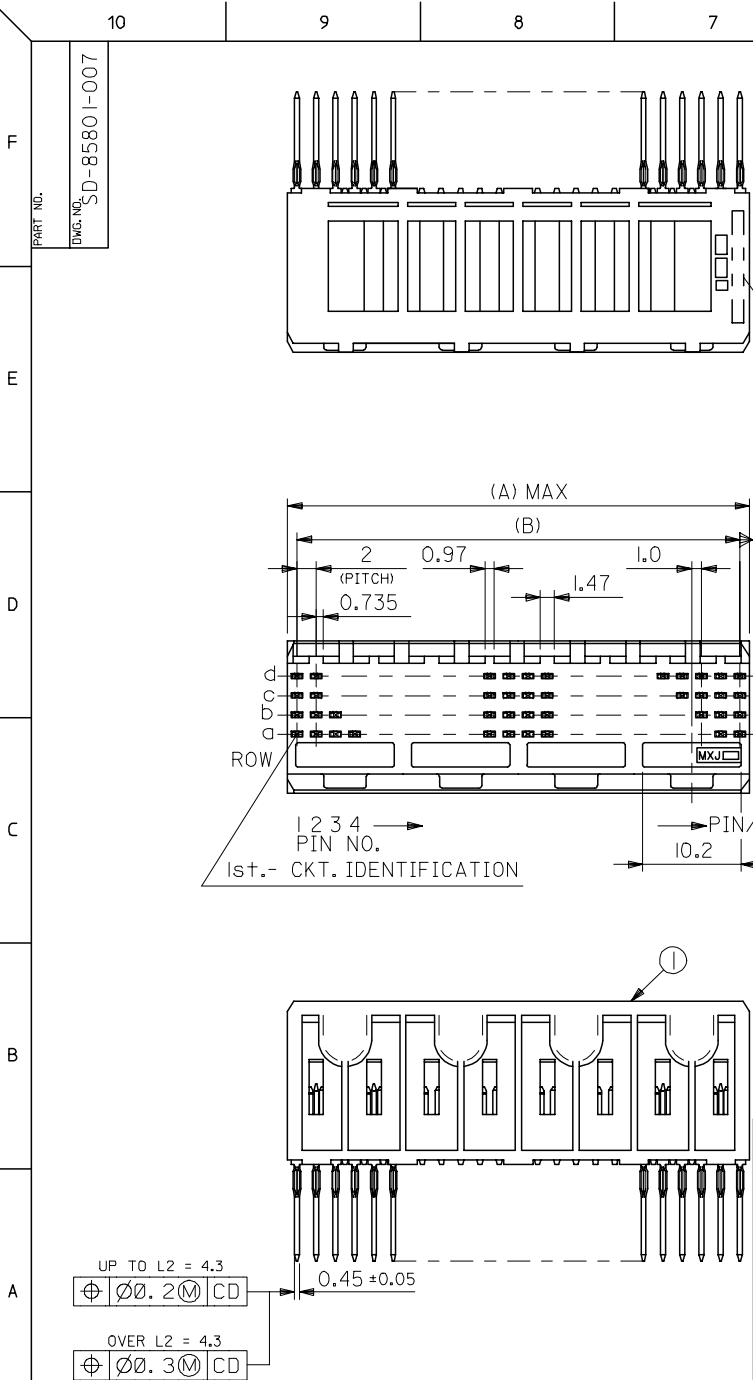 10 9 8 7
F
PART NO.
DWG. NO. SD-85801-007
E
(A) MAX
(B)
2 0.97 1.0
(PITCH)
1.47
0.735
D
d
c
b
a
ROW
MXJ
C
1 2 3 4 PIN/
PIN NO.
10.2
1st.- CKT. IDENTIFICATION
1
B
UP TO L2 = 4.3
Ø0.2 Ⓜ CD
0.45 ±0.05
A
OVER L2 = 4.3
Ø0.3 Ⓜ CD